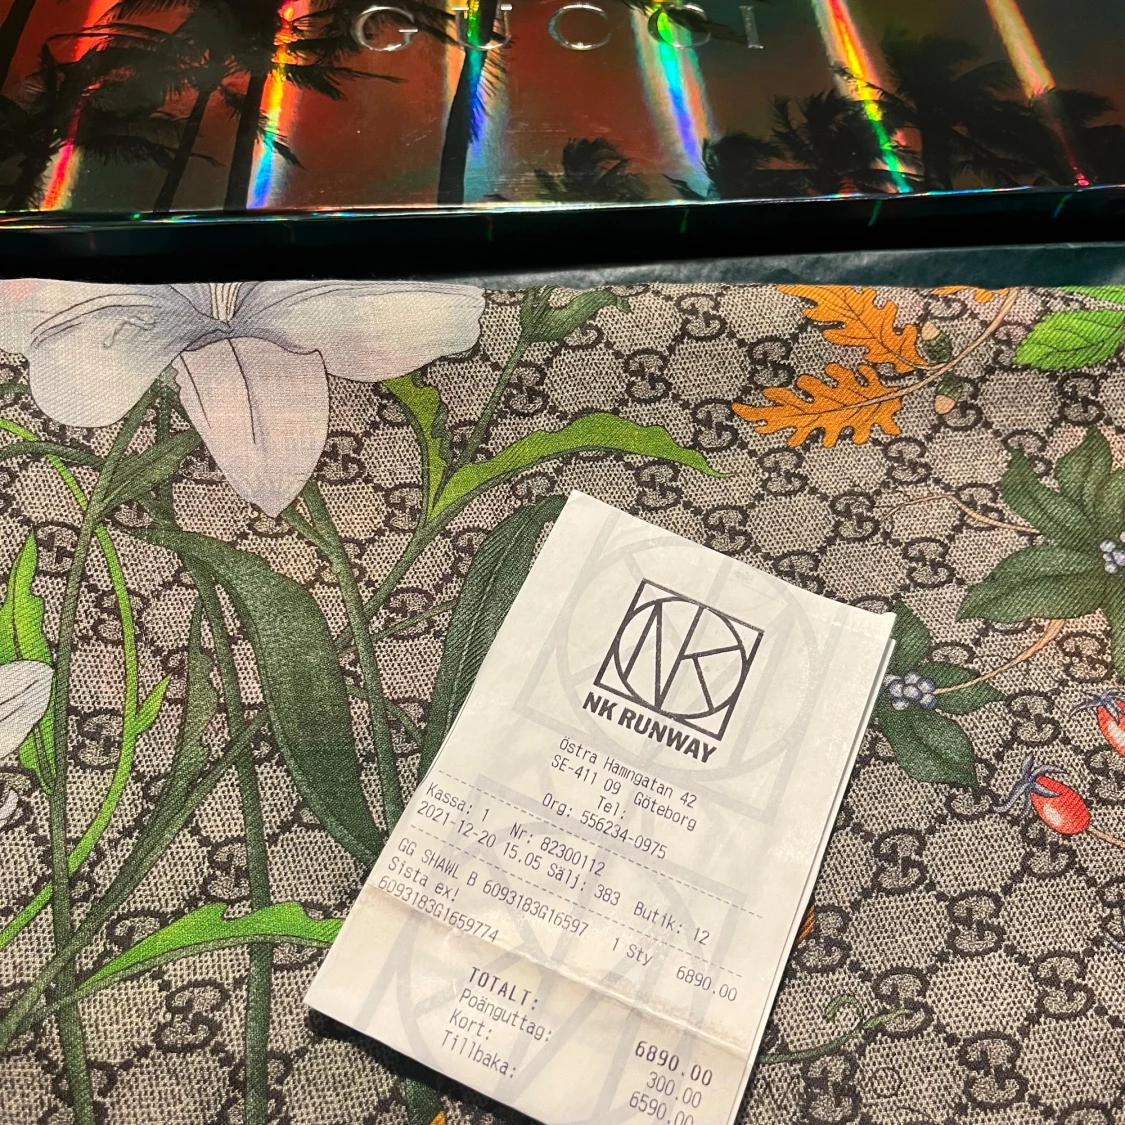 GUCCI
NK
NK RUNWAY
Östra Hamngatan 42
SE-411 09 Göteborg
Tel:
Org: 556234-0975
Kassa: 1 Nr: 82300112
2021-12-20 15.05 Sälj: 383 Butik: 12
GG SHAWL B 6093183G16597 1 Sty 6890.00
Sista ex!
6093183G1659774
TOTALT: 6890.00
Poänguttag: 300.00
Kort: 6590.00
Tillbaka: